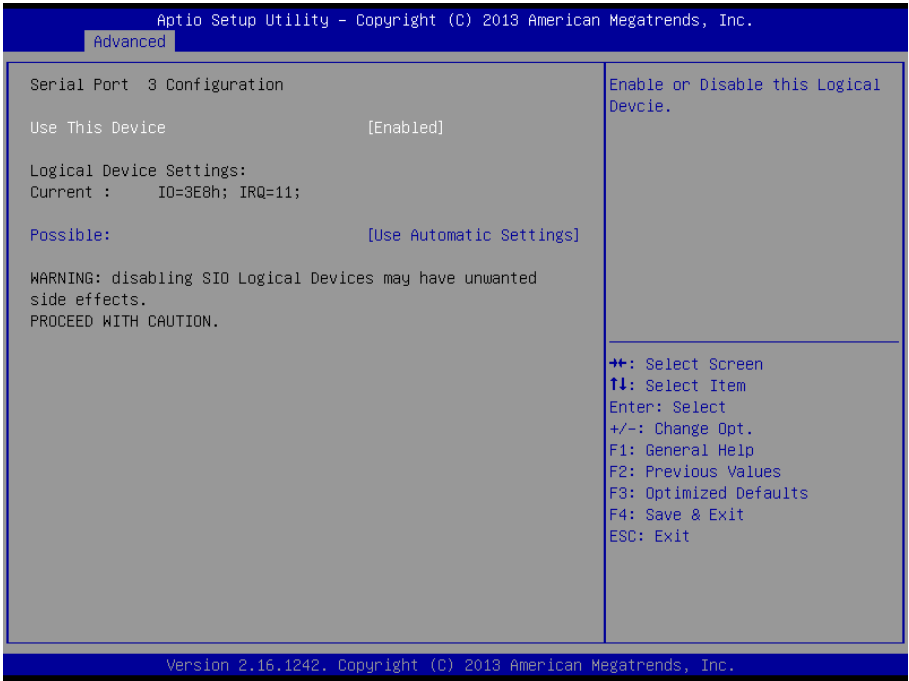 Aptio Setup Utility – Copyright (C) 2013 American Megatrends, Inc.
Advanced
Serial Port 3 Configuration
Use This Device [Enabled]
Logical Device Settings:
Current : IO=3E8h; IRQ=11;
Possible: [Use Automatic Settings]
WARNING: disabling SIO Logical Devices may have unwanted
side effects.
PROCEED WITH CAUTION.
Enable or Disable this Logical
Devcie.
→←: Select Screen
↑↓: Select Item
Enter: Select
+/-: Change Opt.
F1: General Help
F2: Previous Values
F3: Optimized Defaults
F4: Save & Exit
ESC: Exit
Version 2.16.1242. Copyright (C) 2013 American Megatrends, Inc.